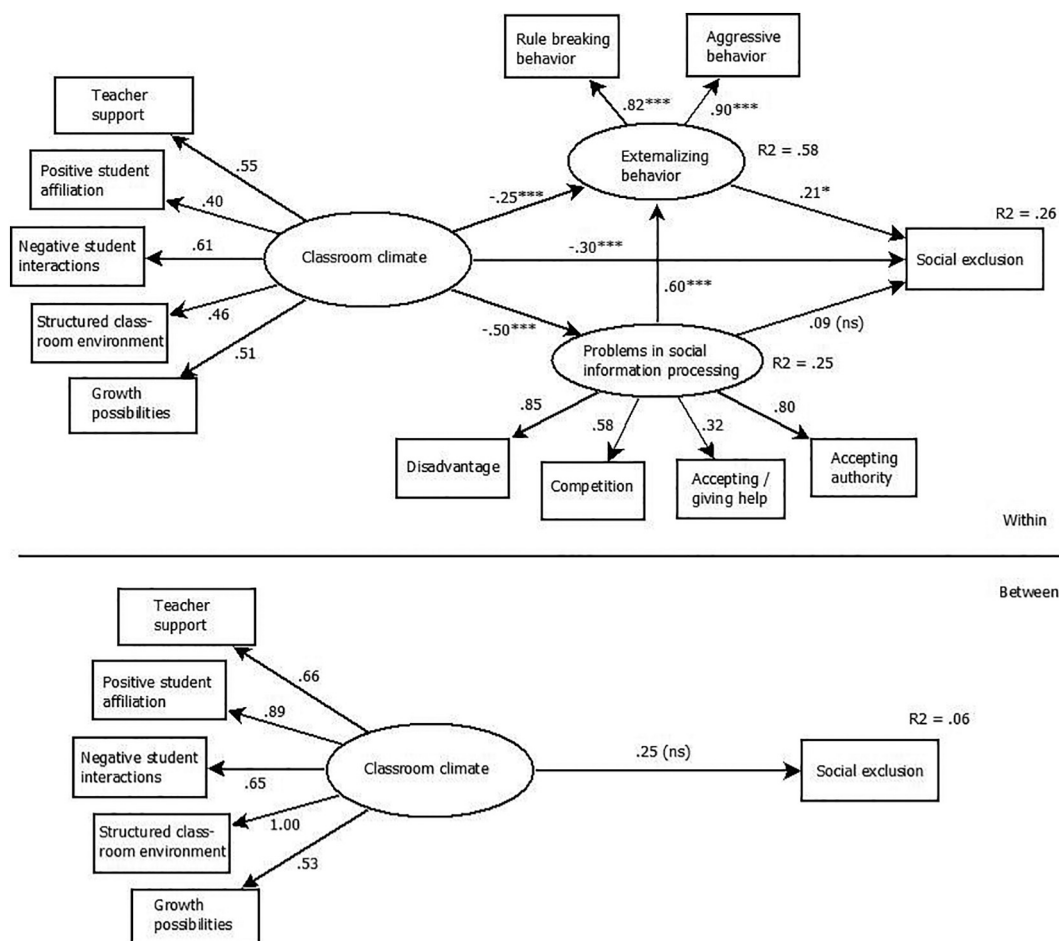 Rule breaking
behavior
Aggressive
behavior
.82***
.90***
Teacher
support
.55
Externalizing
behavior
R2 = .58
Positive student
affiliation
.40
-.25***
.21*
R2 = .26
Negative student
interactions
.61
Classroom climate
-.30***
Social exclusion
Structured class-
room environment
.46
.60***
-.50***
.09 (ns)
Growth
possibilities
.51
Problems in social
information processing
R2 = .25
.85
.58
.32
.80
Disadvantage
Competition
Accepting /
giving help
Accepting
authority
Within
Between
Teacher
support
.66
Positive student
affiliation
.89
R2 = .06
Negative student
interactions
.65
Classroom climate
.25 (ns)
Social exclusion
Structured class-
room environment
1.00
.53
Growth
possibilities